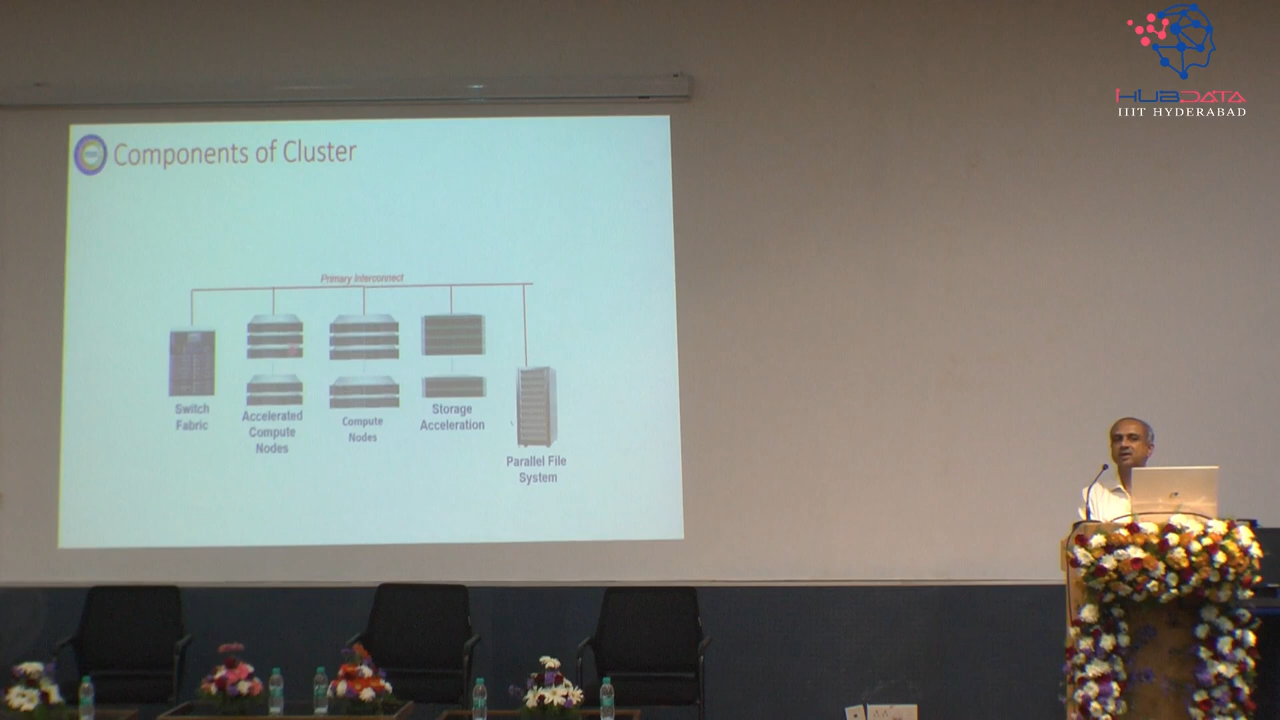 iHUBDATA
IIIT HYDERABAD
Components of Cluster
Primary Interconnect
Switch
Fabric
Accelerated
Compute
Nodes
Compute
Nodes
Storage
Acceleration
Parallel File
System